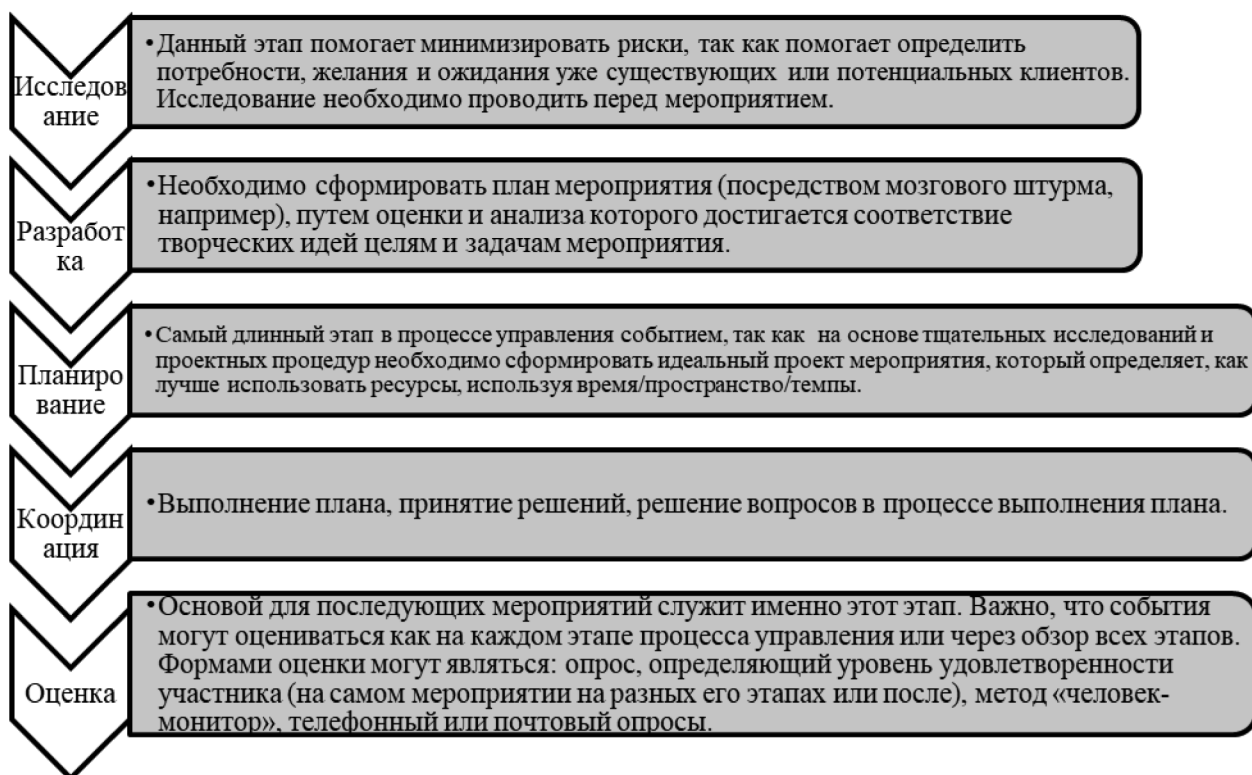 Исследов
ание
•Данный этап помогает минимизировать риски, так как помогает определить
потребности, желания и ожидания уже существующих или потенциальных клиентов.
Исследование необходимо проводить перед мероприятием.
Разработ
ка
•Необходимо сформировать план мероприятия (посредством мозгового штурма,
например), путем оценки и анализа которого достигается соответствие
творческих идей целям и задачам мероприятия.
Планиро
вание
•Самый длинный этап в процессе управления событием, так как на основе тщательных исследований и
проектных процедур необходимо сформировать идеальный проект мероприятия, который определяет, как
лучше использовать ресурсы, используя время/пространство/темпы.
Координ
ация
•Выполнение плана, принятие решений, решение вопросов в процессе выполнения плана.
Оценка
•Основой для последующих мероприятий служит именно этот этап. Важно, что события
могут оцениваться как на каждом этапе процесса управления или через обзор всех этапов.
Формами оценки могут являться: опрос, определяющий уровень удовлетворенности
участника (на самом мероприятии на разных его этапах или после), метод «человек-
монитор», телефонный или почтовый опросы.